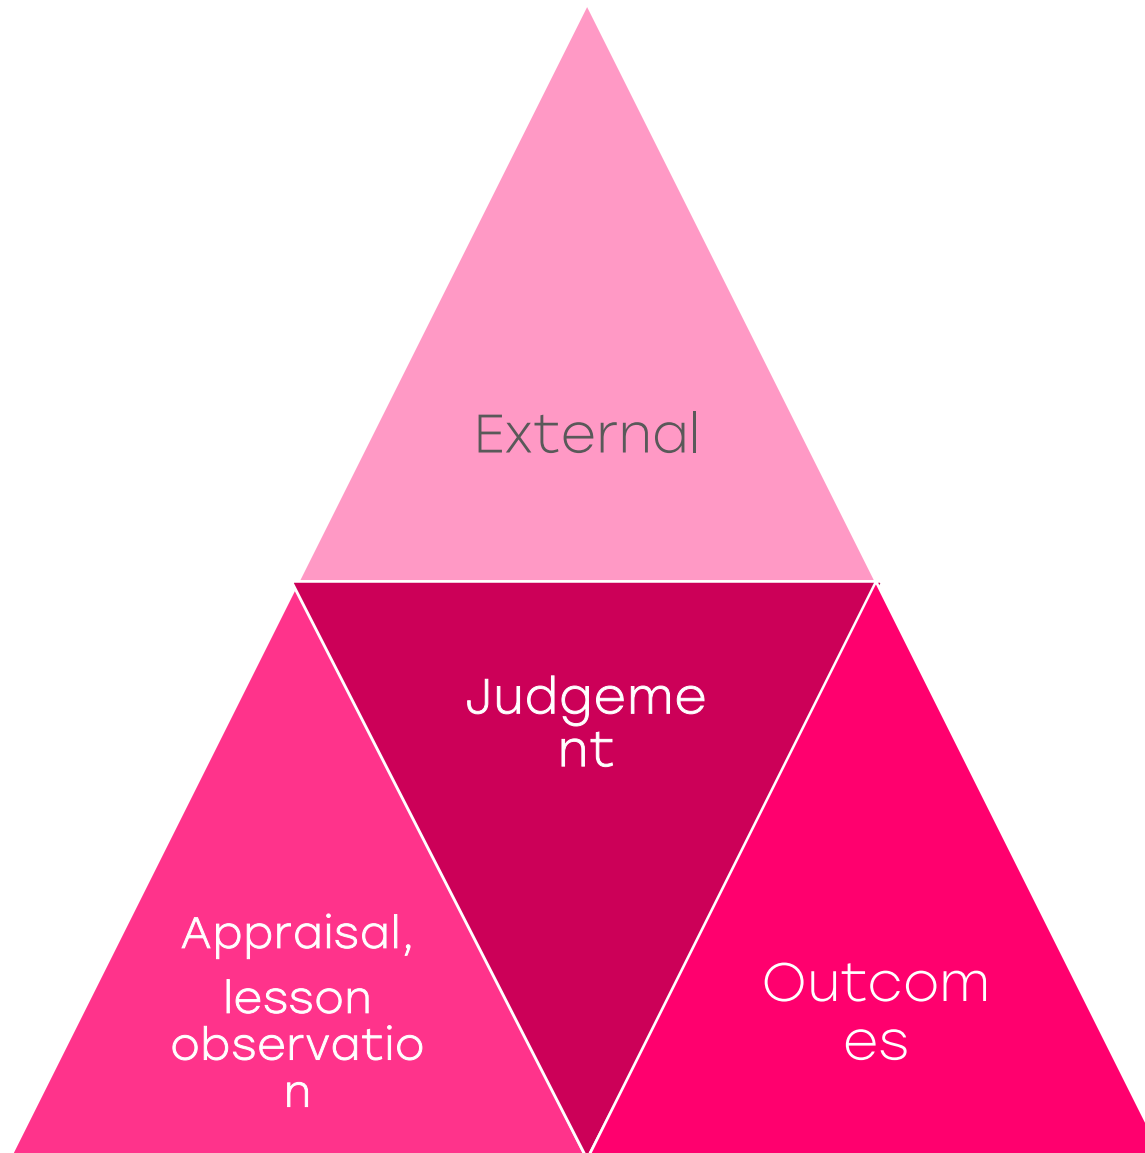 External
Judgeme
nt
Appraisal,
lesson
observatio
n
Outcom
es